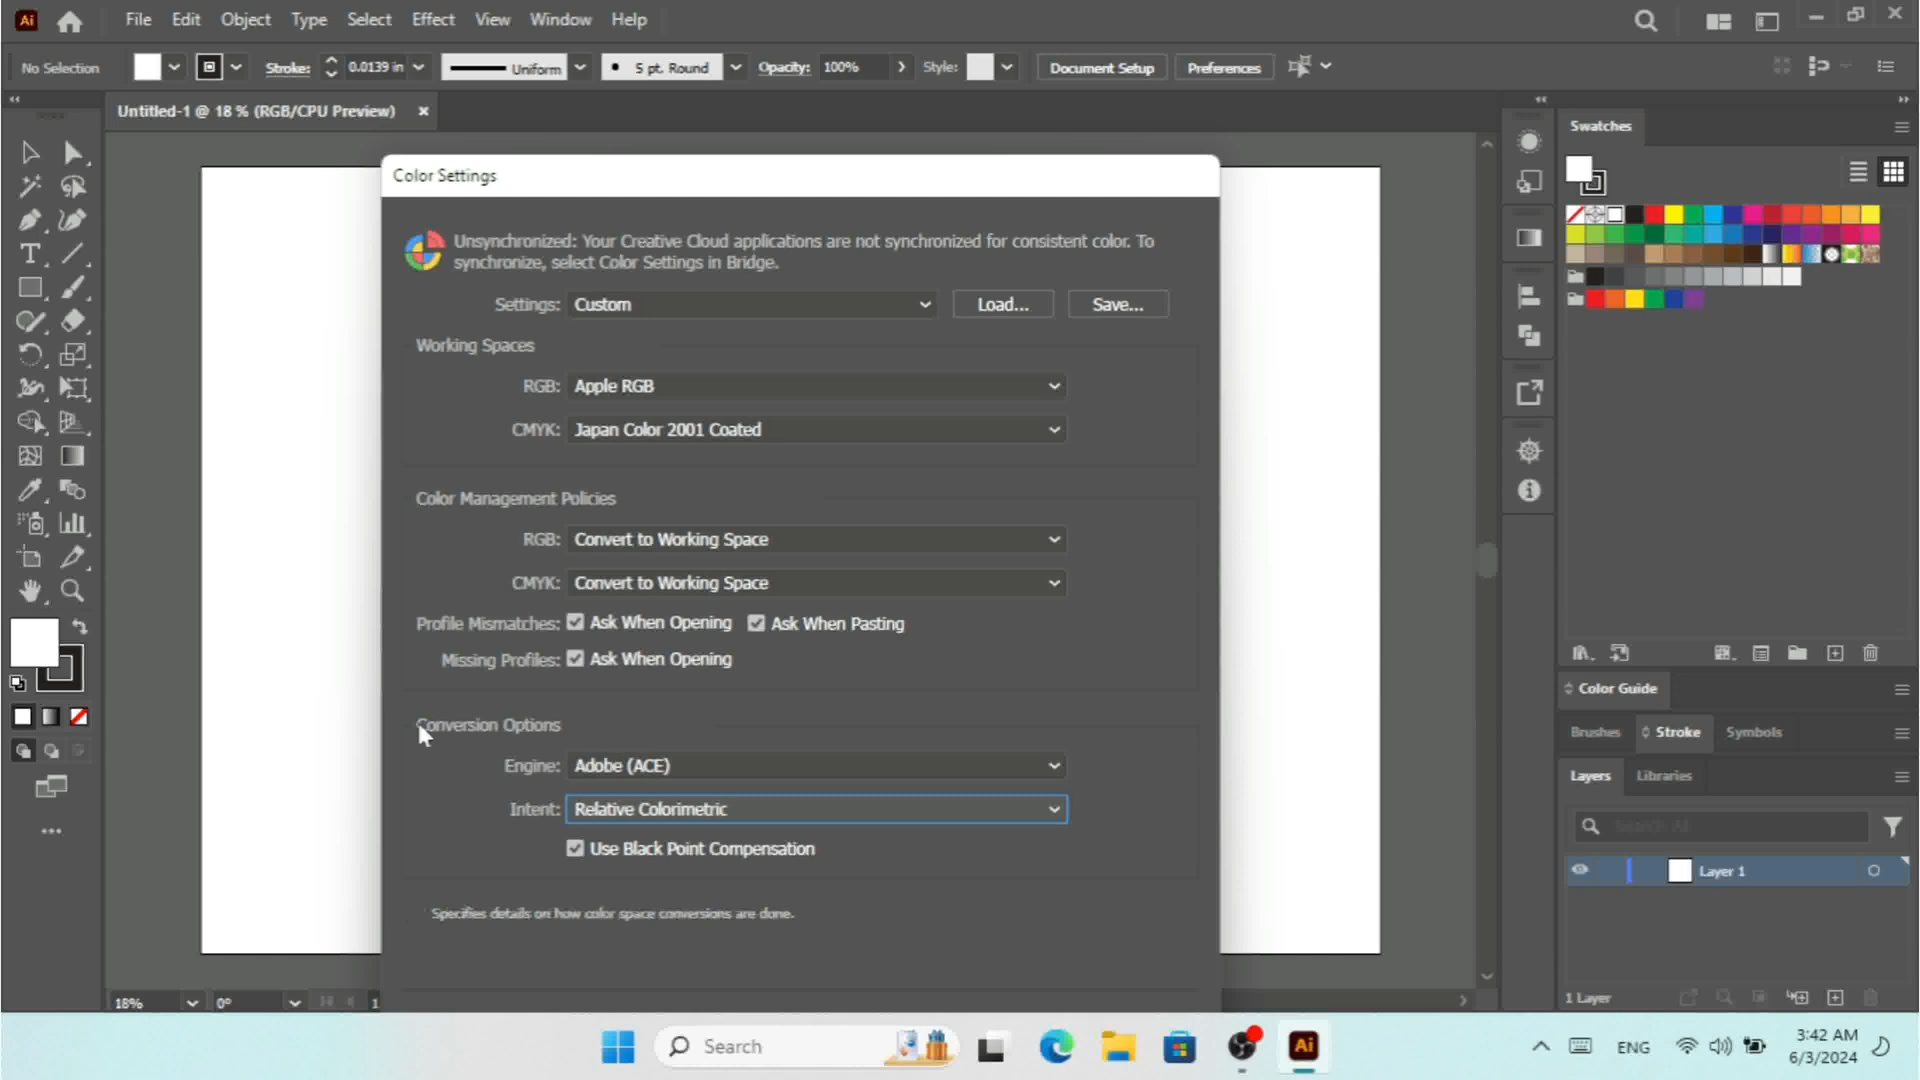 Ai File Edit Object Type Select Effect View Window Help
No Selection Stroke: 0.0139 in Uniform 5 pt. Round Opacity: 100% Style: Document Setup Preferences
Untitled-1 @ 18 % (RGB/CPU Preview)
Swatches
Color Settings
Unsynchronized: Your Creative Cloud applications are not synchronized for consistent color. To
synchronize, select Color Settings in Bridge.
Settings: Custom Load... Save...
Working Spaces
RGB: Apple RGB
CMYK: Japan Color 2001 Coated
Color Management Policies
RGB: Convert to Working Space
CMYK: Convert to Working Space
Profile Mismatches: Ask When Opening Ask When Pasting
Missing Profiles: Ask When Opening
Conversion Options
Engine: Adobe (ACE)
Intent: Relative Colorimetric
Use Black Point Compensation
Specifies details on how color space conversions are done.
Color Guide
Brushes Stroke Symbols
Layers Libraries
Search All
Layer 1
1 Layer
18% 0° 1
Search
Ai
ENG
3:42 AM
6/3/2024